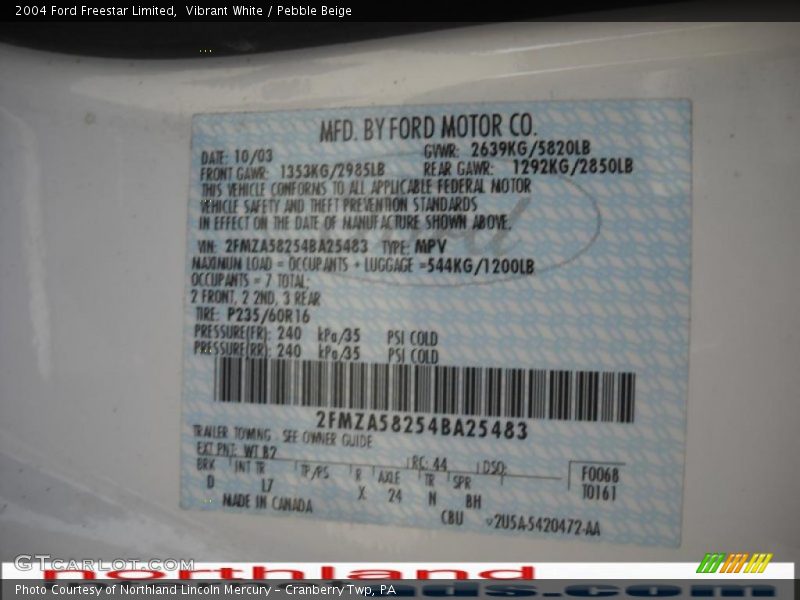 2004 Ford Freestar Limited, Vibrant White / Pebble Beige
MFD. BY FORD MOTOR CO.
DATE: 10/03 GVWR: 2639KG/5820LB
FRONT GAWR: 1353KG/2985LB REAR GAWR: 1292KG/2850LB
THIS VEHICLE CONFORMS TO ALL APPLICABLE FEDERAL MOTOR
VEHICLE SAFETY AND THEFT PREVENTION STANDARDS
IN EFFECT ON THE DATE OF MANUFACTURE SHOWN ABOVE.
VIN: 2FMZA58254BA25483 TYPE: MPV
MAXIMUM LOAD = OCCUPANTS + LUGGAGE =544KG/1200LB
OCCUPANTS = 7 TOTAL:
2 FRONT, 2 2ND, 3 REAR
TIRE: P235/60R16
PRESSURE(FR): 240 kPa/35 PSI COLD
PRESSURE(RR): 240 kPa/35 PSI COLD
2FMZA58254BA25483
TRAILER TOWING - SEE OWNER GUIDE
EXT PNT: WT B2 RC: 44 DSO: F0068
BRK INT TR TP/PS R AXLE TR SPR T0161
D L7 X 24 N BH
MADE IN CANADA CBU 2U5A-5420472-AA
GTcarlot.com
northland
Photo Courtesy of Northland Lincoln Mercury - Cranberry Twp, PA